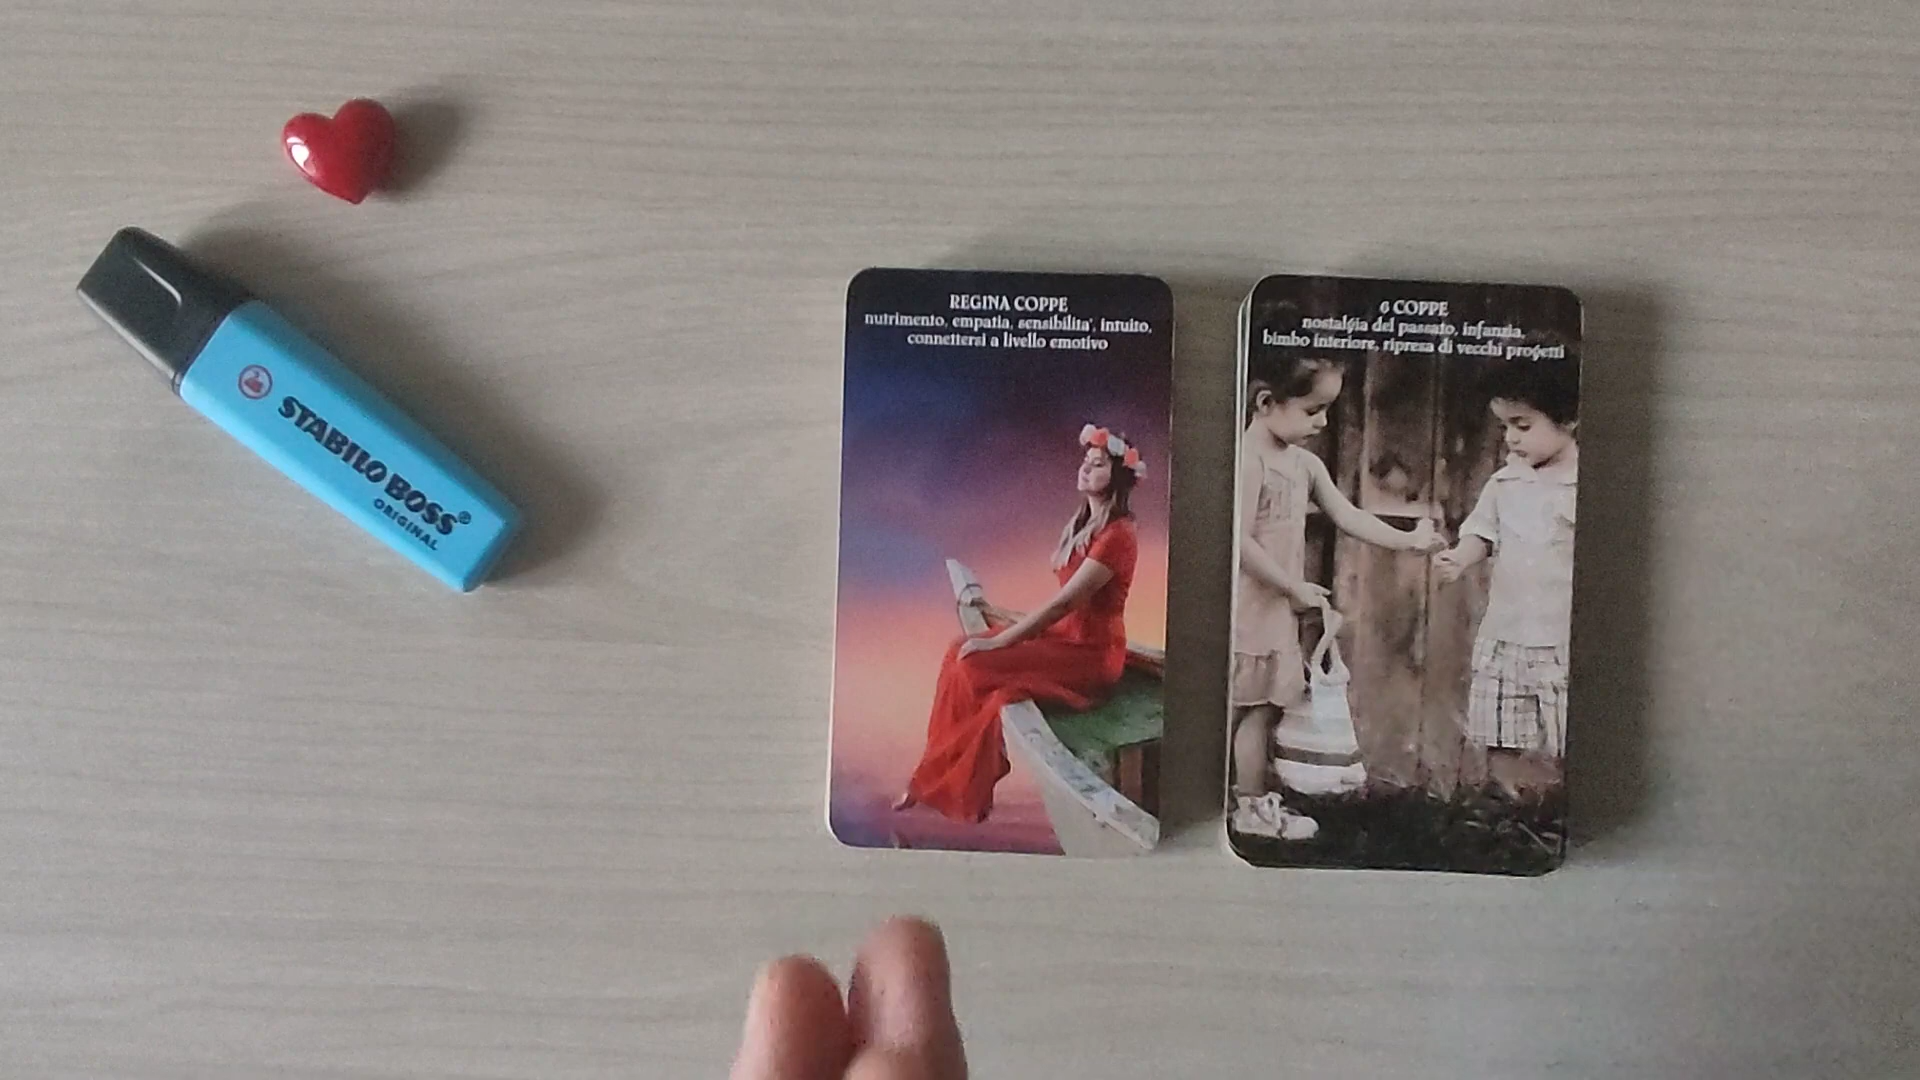 STABILO BOSS®
ORIGINAL
REGINA COPPE
nutrimento, empatia, sensibilita', intuito,
connettersi a livello emotivo
6 COPPE
nostalgia del passato, infanzia,
bimbo interiore, ripresa di vecchi progetti